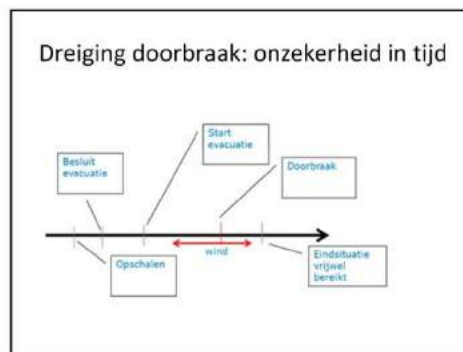 Dreiging doorbraak: onzekerheid in tijd
Start
evacuatie
Besluit
evacuatie
Doorbraak
wind
Opschalen
Eindsituatie
vrijwel
bereikt